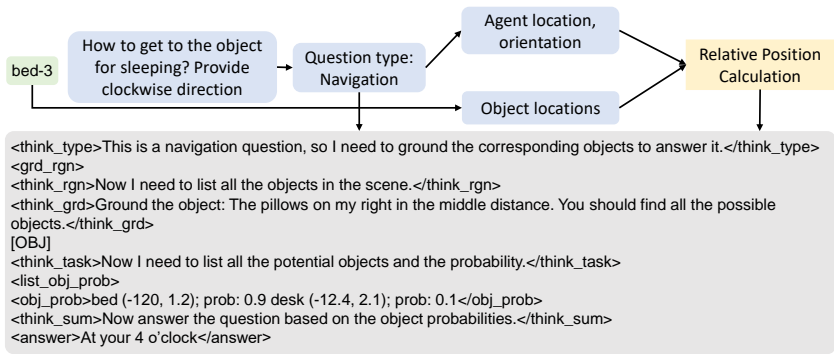 bed-3
How to get to the object
for sleeping? Provide
clockwise direction
Question type:
Navigation
Agent location,
orientation
Object locations
Relative Position
Calculation
<think_type>This is a navigation question, so I need to ground the corresponding objects to answer it.</think_type>
<grd_rgn>
<think_rgn>Now I need to list all the objects in the scene.</think_rgn>
<think_grd>Ground the object: The pillows on my right in the middle distance. You should find all the possible
objects.</think_grd>
[OBJ]
<think_task>Now I need to list all the potential objects and the probability.</think_task>
<list_obj_prob>
<obj_prob>bed (-120, 1.2); prob: 0.9 desk (-12.4, 2.1); prob: 0.1</obj_prob>
<think_sum>Now answer the question based on the object probabilities.</think_sum>
<answer>At your 4 o'clock</answer>